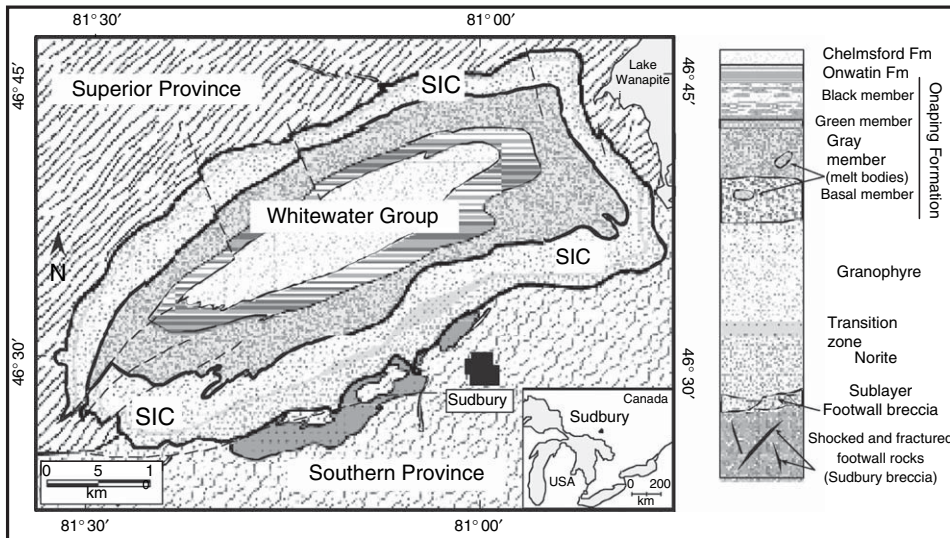 81° 30′
81° 00′
46° 45′
Superior Province
SIC
Lake
Wanapite
i
46° 45′
Whitewater Group
N
SIC
46° 30′
SIC
Sudbury
46° 30′
Southern Province
0 5 1
0
km
Canada
Sudbury
USA
0 200
km
81° 30′
81° 00′
Chelmsford Fm
Onwatin Fm
Black member
Green member
Gray
member
(melt bodies)
Basal member
Onaping Formation
Granophyre
Transition
zone
Norite
Sublayer
Footwall breccia
Shocked and fractured
footwall rocks
(Sudbury breccia)